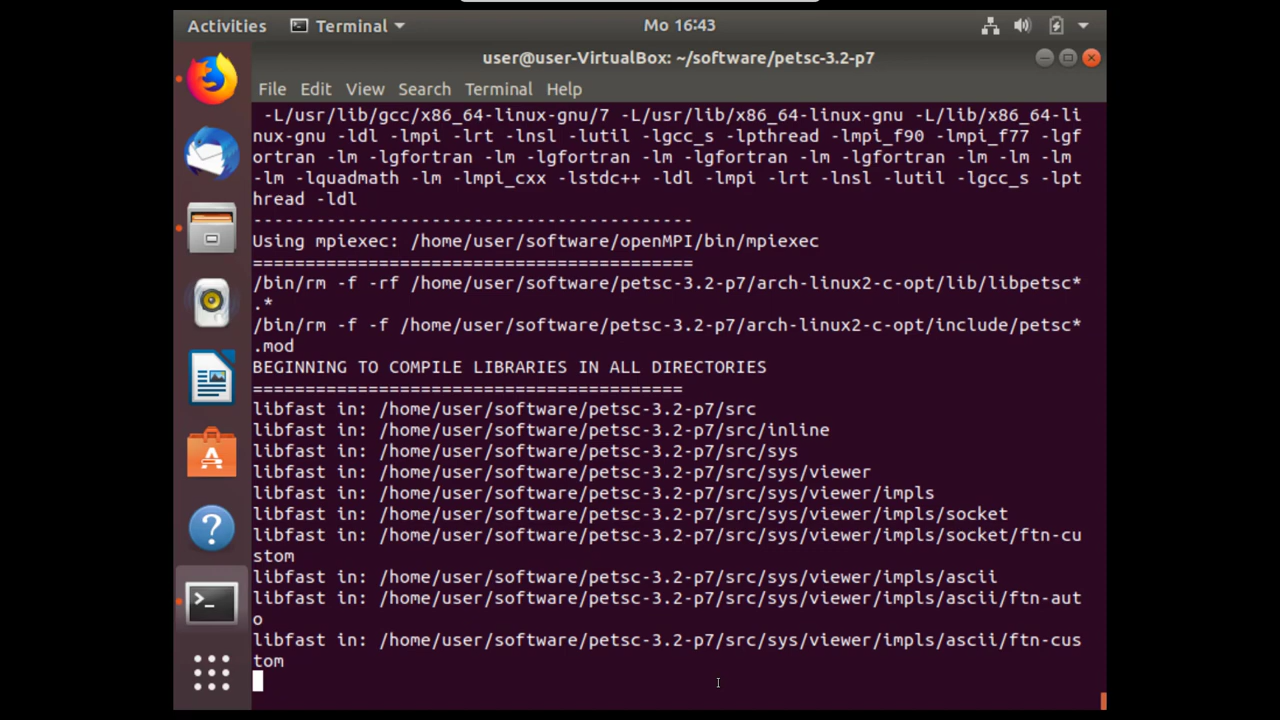 Activities Terminal Mo 16:43
user@user-VirtualBox: ~/software/petsc-3.2-p7
File Edit View Search Terminal Help
-L/usr/lib/gcc/x86_64-linux-gnu/7 -L/usr/lib/x86_64-linux-gnu -L/lib/x86_64-li
nux-gnu -ldl -lmpi -lrt -lnsl -lutil -lgcc_s -lpthread -lmpi_f90 -lmpi_f77 -lgf
ortran -lm -lgfortran -lm -lgfortran -lm -lgfortran -lm -lgfortran -lm -lm -lm
-lm -lquadmath -lm -lmpi_cxx -lstdc++ -ldl -lmpi -lrt -lnsl -lutil -lgcc_s -lpt
hread -ldl
------------------------------------------
Using mpiexec: /home/user/software/openMPI/bin/mpiexec
==========================================
/bin/rm -f -rf /home/user/software/petsc-3.2-p7/arch-linux2-c-opt/lib/libpetsc*
.*
/bin/rm -f -f /home/user/software/petsc-3.2-p7/arch-linux2-c-opt/include/petsc*
.mod
BEGINNING TO COMPILE LIBRARIES IN ALL DIRECTORIES
=========================================
libfast in: /home/user/software/petsc-3.2-p7/src
libfast in: /home/user/software/petsc-3.2-p7/src/inline
libfast in: /home/user/software/petsc-3.2-p7/src/sys
libfast in: /home/user/software/petsc-3.2-p7/src/sys/viewer
libfast in: /home/user/software/petsc-3.2-p7/src/sys/viewer/impls
libfast in: /home/user/software/petsc-3.2-p7/src/sys/viewer/impls/socket
libfast in: /home/user/software/petsc-3.2-p7/src/sys/viewer/impls/socket/ftn-cu
stom
libfast in: /home/user/software/petsc-3.2-p7/src/sys/viewer/impls/ascii
libfast in: /home/user/software/petsc-3.2-p7/src/sys/viewer/impls/ascii/ftn-aut
o
libfast in: /home/user/software/petsc-3.2-p7/src/sys/viewer/impls/ascii/ftn-cus
tom